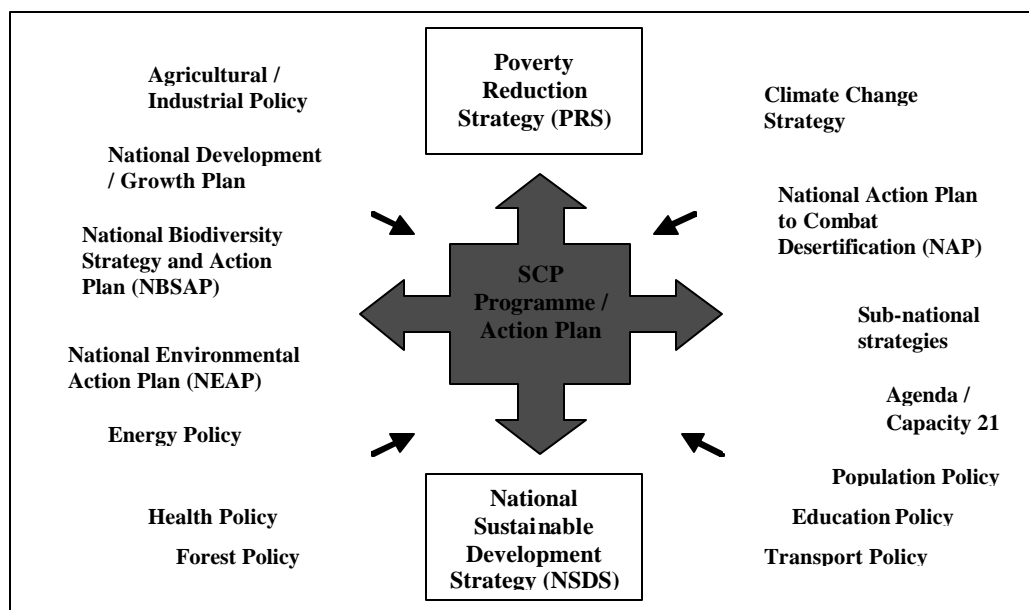 Poverty
Reduction
Strategy (PRS)
Agricultural /
Industrial Policy
National Development
/ Growth Plan
National Biodiversity
Strategy and Action
Plan (NBSAP)
National Environmental
Action Plan (NEAP)
Energy Policy
Health Policy
Forest Policy
SCP
Programme /
Action Plan
Climate Change
Strategy
National Action Plan
to Combat
Desertification (NAP)
Sub-national
strategies
Agenda /
Capacity 21
Population Policy
Education Policy
Transport Policy
National
Sustainable
Development
Strategy (NSDS)